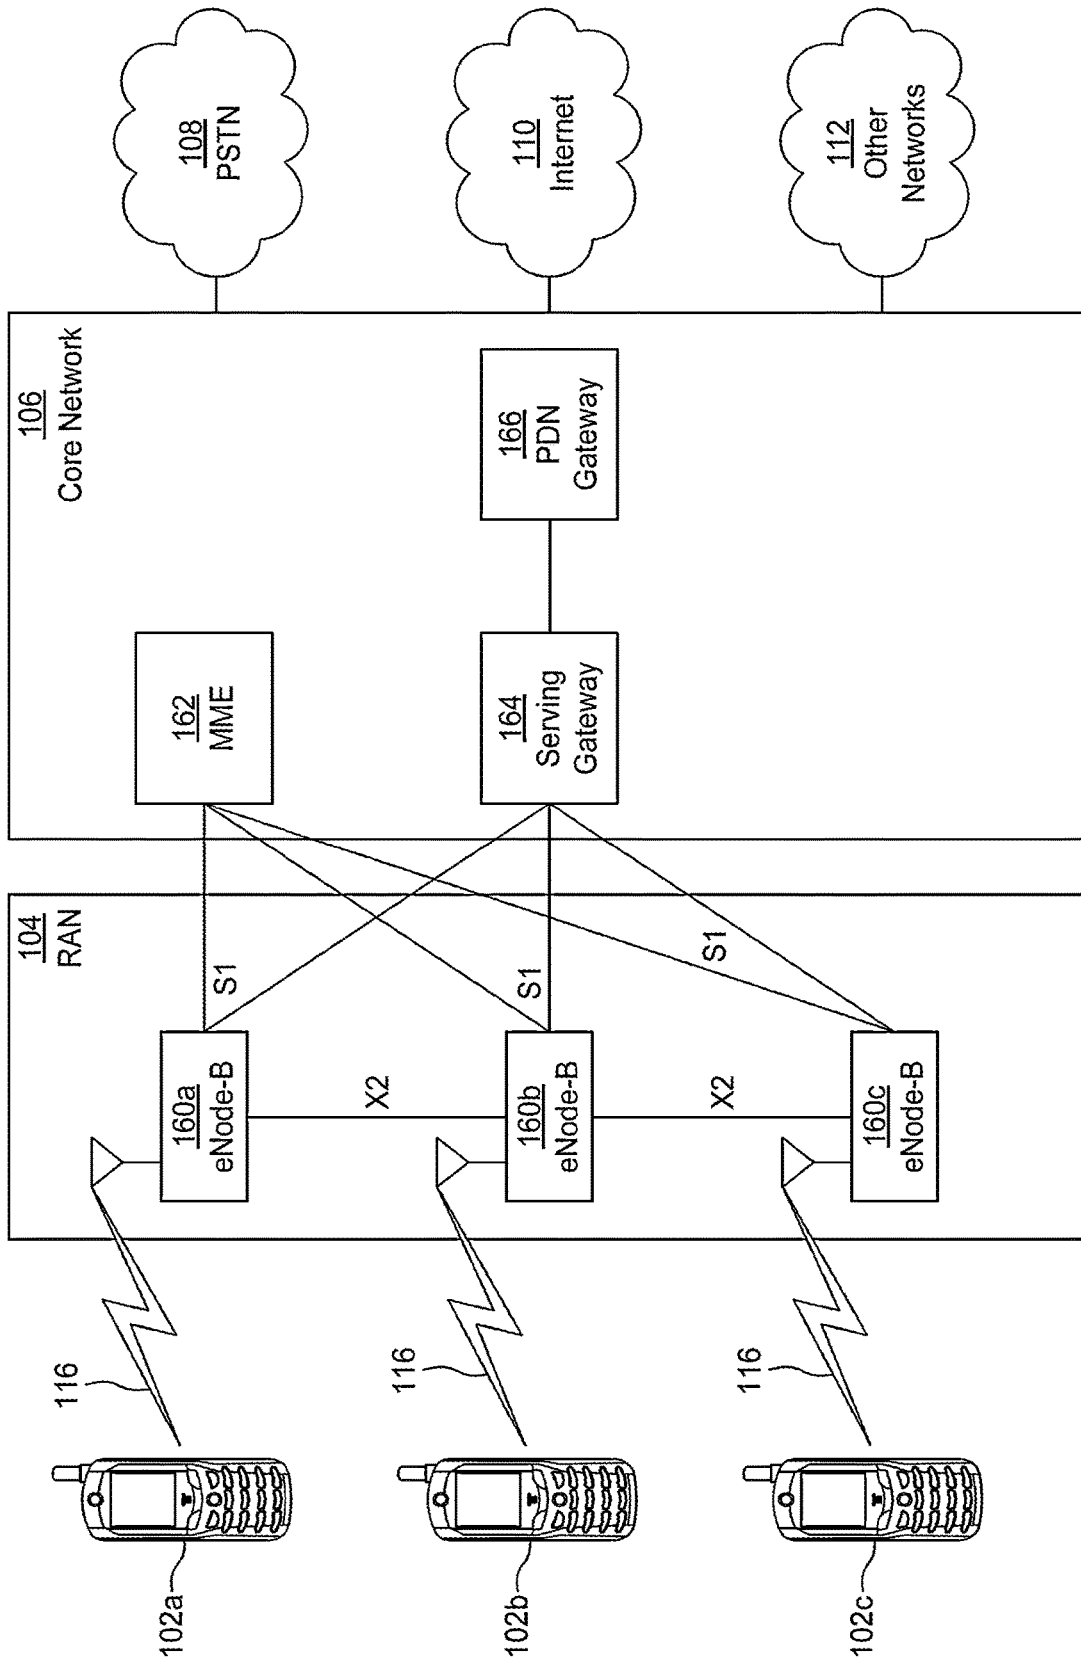 102a
116
102b
116
102c
116
104
RAN
160a
eNode-B
S1
X2
160b
eNode-B
S1
X2
160c
eNode-B
S1
106
Core Network
162
MME
164
Serving
Gateway
166
PDN
Gateway
108
PSTN
110
Internet
112
Other
Networks